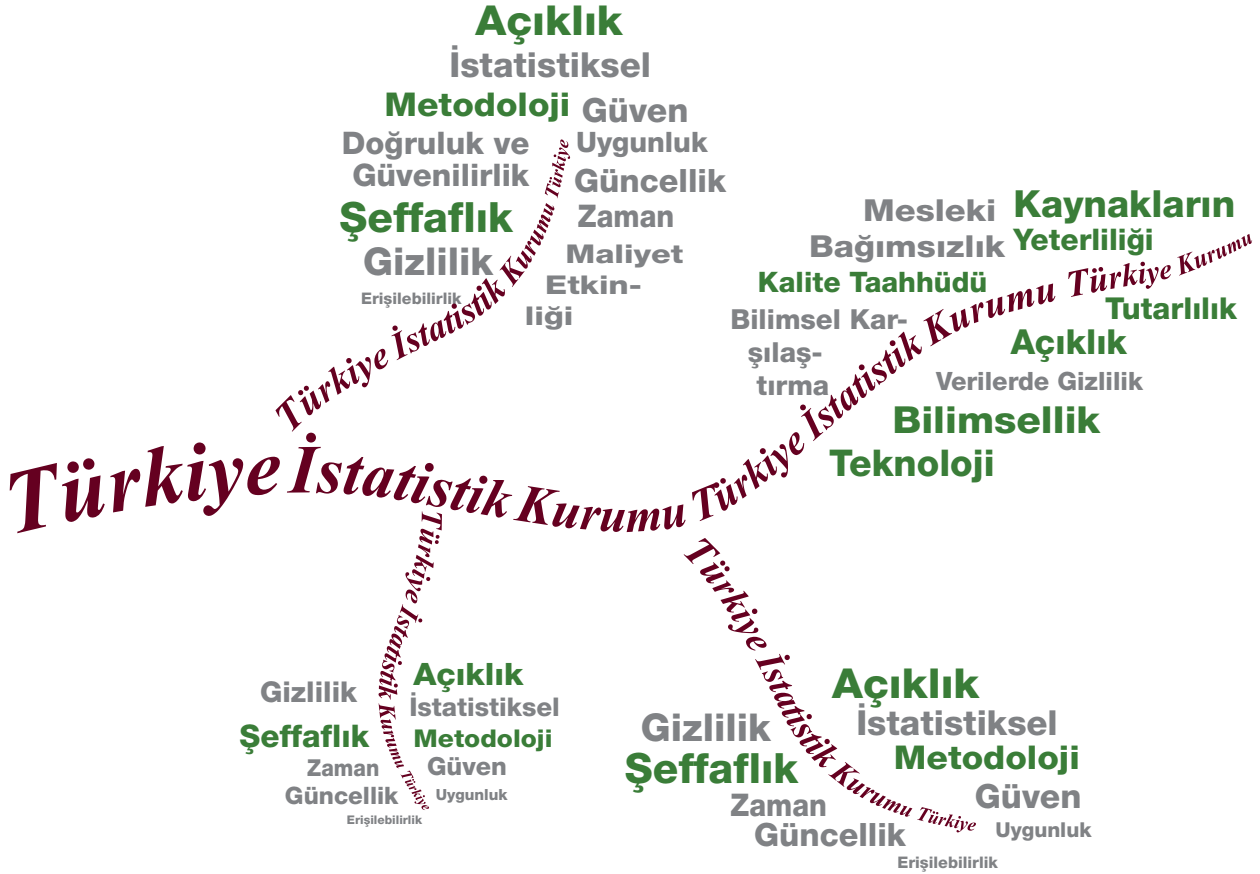 Açıklık
İstatistiksel
Metodoloji
Güven
Doğruluk ve
Güvenilirlik
Uygunluk
Güncellik
Şeffaflık
Zaman
Gizlilik
Maliyet
Etkin-
liği
Erişilebilirlik
Türkiye İstatistik Kurumu Türkiye
Mesleki
Bağımsızlık
Kaynakların
Yeterliliği
Kalite Taahhüdü
Bilimsel Kar-
şılaş-
tırma
Tutarlılık
Açıklık
Verilerde Gizlilik
Bilimsellik
Teknoloji
Türkiye İstatistik Kurumu Türkiye İstatistik Kurumu Türkiye Kurumu
Türkiye İstatistik Kurumu Türkiye
Gizlilik
Şeffaflık
Zaman
Güncellik
Erişilebilirlik
Açıklık
İstatistiksel
Metodoloji
Güven
Uygunluk
Türkiye İstatistik Kurumu Türkiye
Gizlilik
Şeffaflık
Zaman
Güncellik
Erişilebilirlik
Açıklık
İstatistiksel
Metodoloji
Güven
Uygunluk